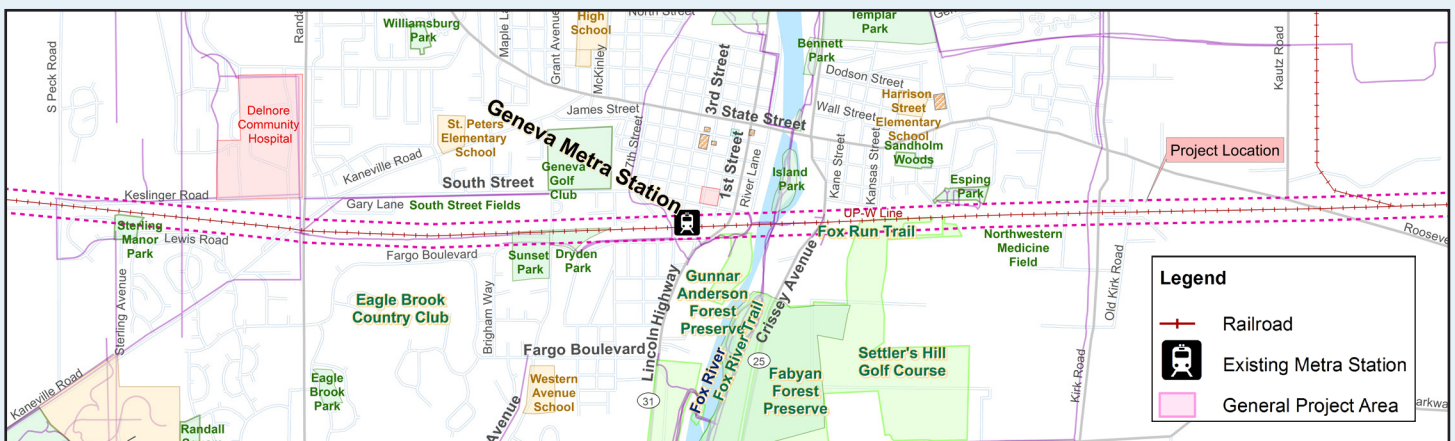 S Peck Road
Randa
Williamsburg
Park
Maple La
Grant Avenue
High
School
McKinley
North Street
3rd Street
Templar
Park
Bennett
Park
Dodson Street
Wall Street
Harrison
Street
Elementary
School
Sandholm
Woods
Kautz Road
Delnore
Community
Hospital
St. Peters
Elementary
School
James Street
State Street
Geneva Metra Station
Kaneville Road
7th Street
1st Street
River Lane
Island
Park
Kane Street
Kansas Street
Esping
Park
Project Location
Keslinger Road
South Street
Geneva
Golf
Club
Gary Lane
South Street Fields
UP-W Line
Fox Run Trail
Sterling
Manor
Park
Lewis Road
Fargo Boulevard
Sunset
Park
Dryden
Park
Northwestern
Medicine
Field
Roosev
Sterling Avenue
Eagle Brook
Country Club
Brigham Way
Lincoln Highway
Gunnar
Anderson
Forest
Preserve
Crissey Avenue
Old Kirk Road
Fargo Boulevard
Fox River
Fox River Trail
25
31
Fabyan
Forest
Preserve
Settler's Hill
Golf Course
Kirk Road
Kaneville Road
Eagle
Brook
Park
Western
Avenue
School
Avenue
Randall
arkwa
Legend
Railroad
Existing Metra Station
General Project Area